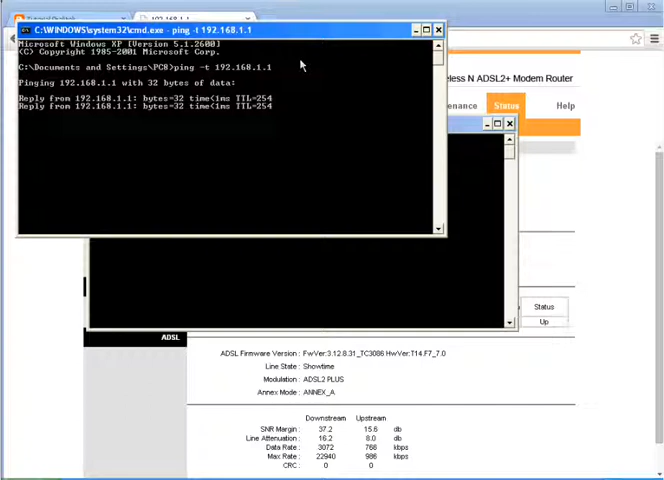 192.168.1.1
C:\WINDOWS\system32\cmd.exe - ping -t 192.168.1.1
Microsoft Windows XP [Version 5.1.2600]
(C) Copyright 1985-2001 Microsoft Corp.
C:\Documents and Settings\PC8>ping -t 192.168.1.1
Pinging 192.168.1.1 with 32 bytes of data:
Reply from 192.168.1.1: bytes=32 time<1ms TTL=254
Reply from 192.168.1.1: bytes=32 time<1ms TTL=254
less N ADSL2+ Modem Router
enance Status Help
Status
Up
ADSL
ADSL Firmware Version : FwVer:3.12.8.31_TC3086 HwVer:T14.F7_7.0
Line State : Showtime
Modulation : ADSL2 PLUS
Annex Mode : ANNEX_A
Downstream Upstream
SNR Margin : 37.2 15.6 db
Line Attenuation : 16.2 8.0 db
Data Rate : 3072 768 kbps
Max Rate : 22940 986 kbps
CRC : 0 0